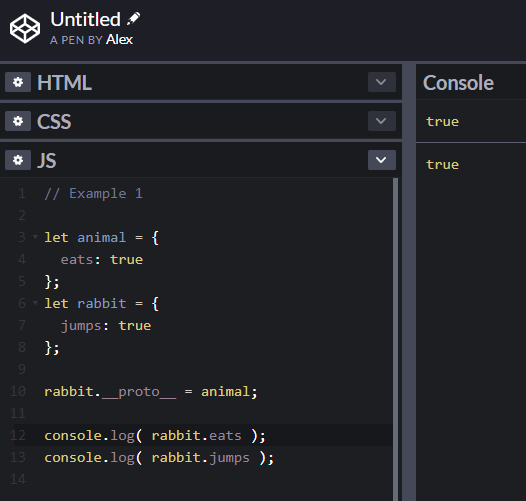 Untitled
A PEN BY Alex
HTML
CSS
JS
1 // Example 1
2
3 let animal = {
4   eats: true
5 };
6 let rabbit = {
7   jumps: true
8 };
9
10 rabbit.__proto__ = animal;
11
12 console.log( rabbit.eats );
13 console.log( rabbit.jumps );
14
Console
true
true